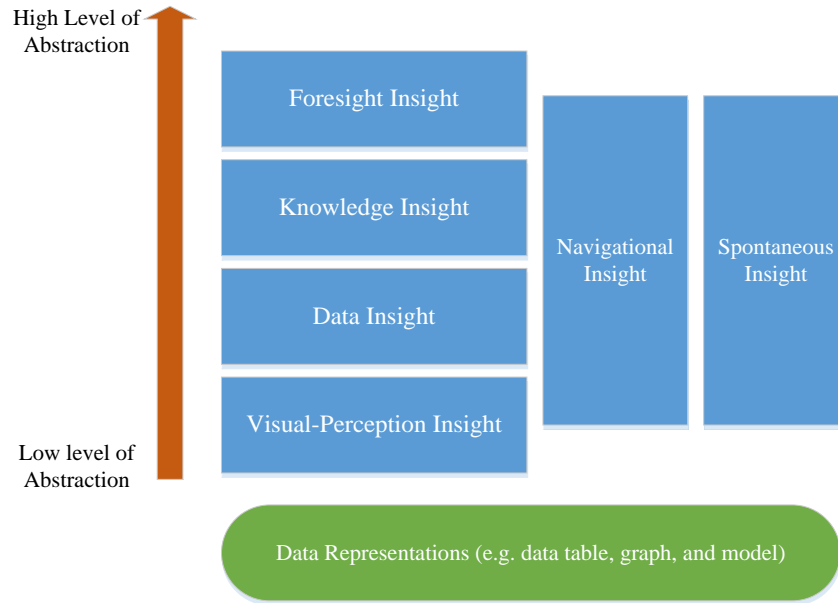 High Level of
Abstraction
Foresight Insight
Knowledge Insight
Navigational
Insight
Spontaneous
Insight
Data Insight
Visual-Perception Insight
Low level of
Abstraction
Data Representations (e.g. data table, graph, and model)